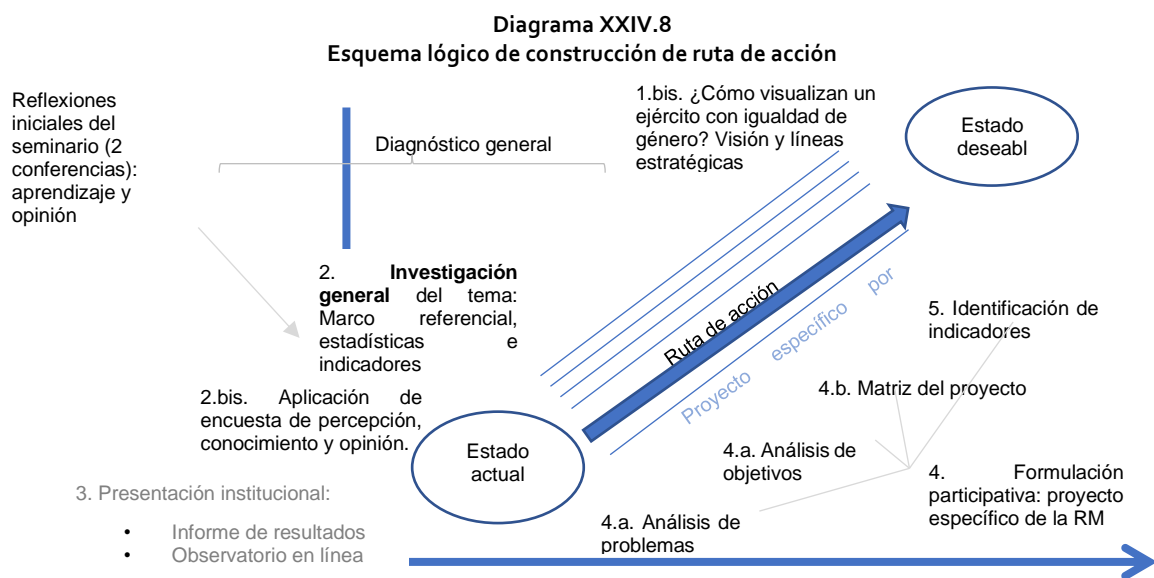 Diagrama XXIV.8
Esquema lógico de construcción de ruta de acción
Reflexiones
iniciales del
seminario (2
conferencias):
aprendizaje y
opinión
Diagnóstico general
1.bis. ¿Cómo visualizan un
ejército con igualdad de
género? Visión y líneas
estratégicas
Estado
deseabl
2. Investigación
general del tema:
Marco referencial,
estadísticas e
indicadores
2.bis. Aplicación de
encuesta de percepción,
conocimiento y opinión.
Estado
actual
Ruta de acción
Proyecto específico por
3. Presentación institucional:
• Informe de resultados
• Observatorio en línea
5. Identificación de
indicadores
4.b. Matriz del proyecto
4.a. Análisis de
objetivos
4. Formulación
participativa: proyecto
específico de la RM
4.a. Análisis de
problemas